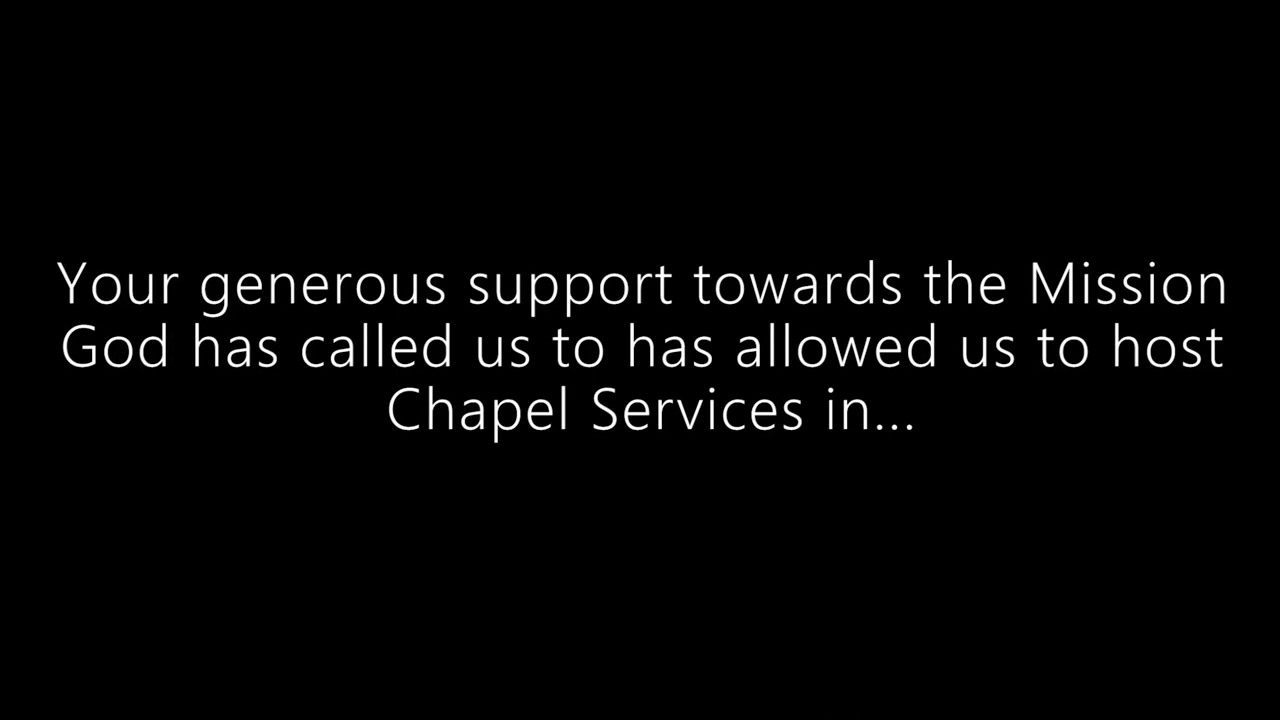 Your generous support towards the Mission
God has called us to has allowed us to host
Chapel Services in...